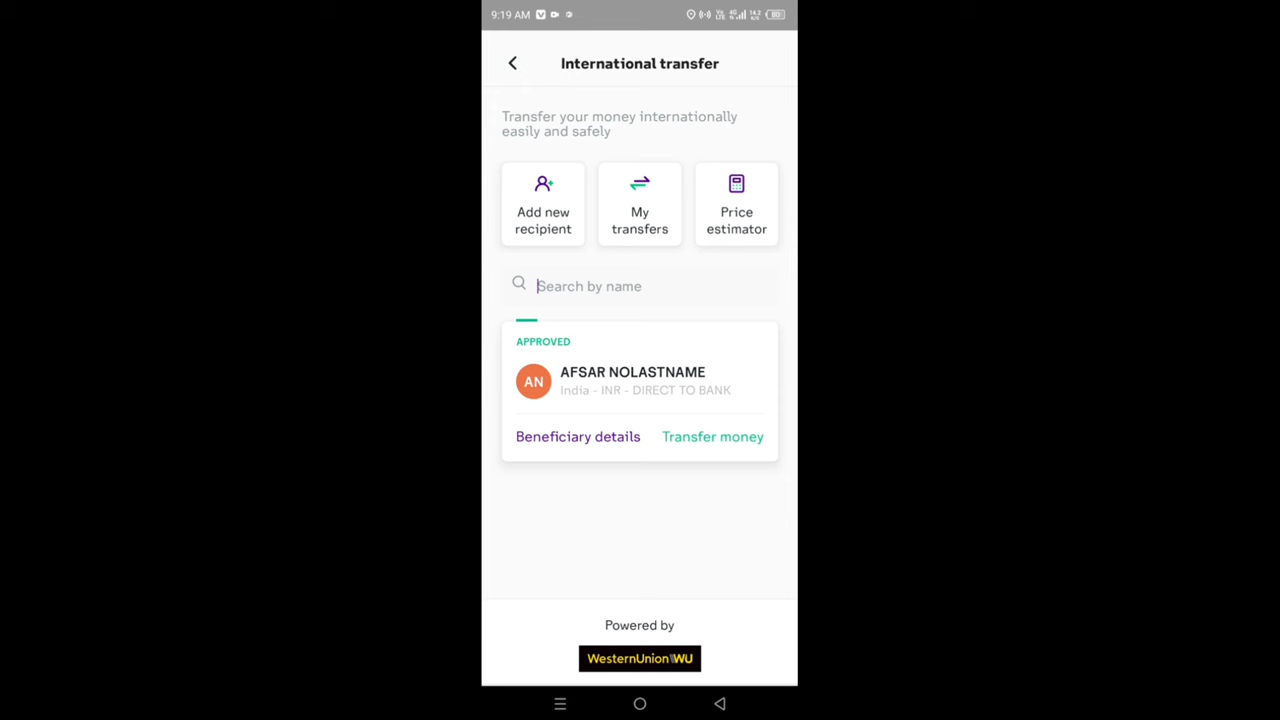 9:19 AM
International transfer
Transfer your money internationally
easily and safely
Add new
recipient
My
transfers
Price
estimator
Search by name
APPROVED
AN
AFSAR NOLASTNAME
India - INR - DIRECT TO BANK
Beneficiary details
Transfer money
Powered by
WesternUnion WU